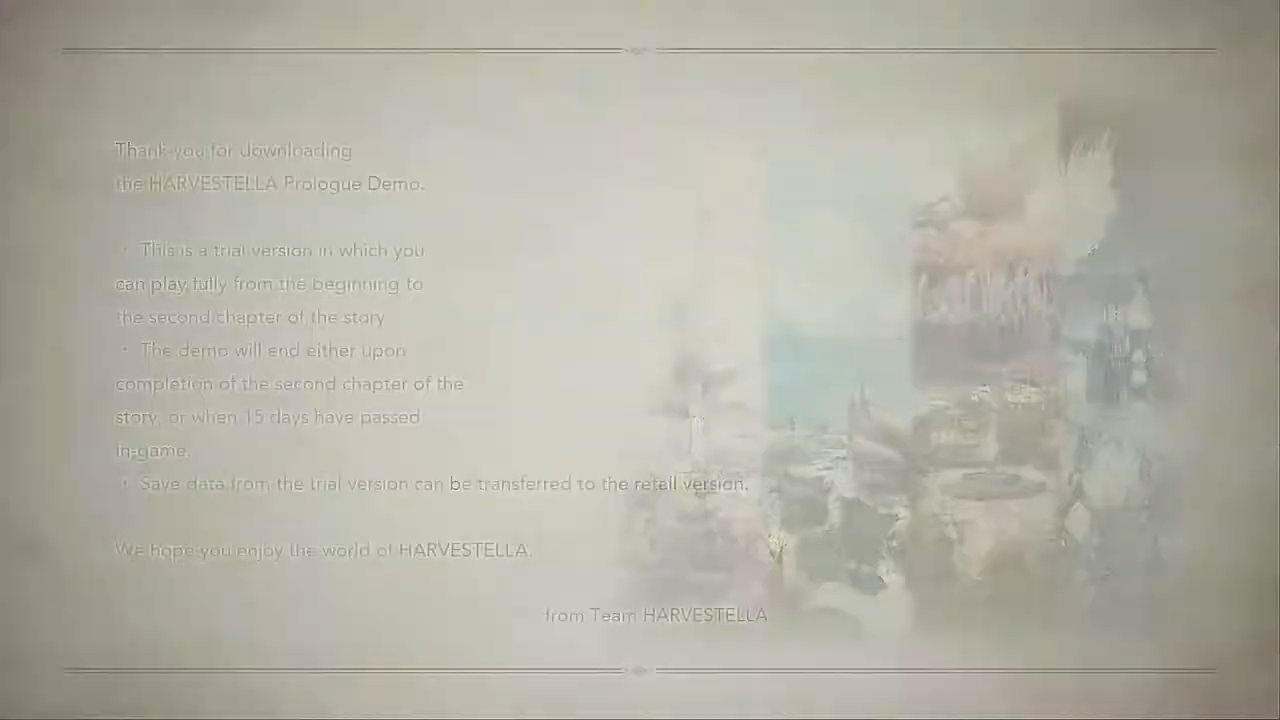 Thank you for downloading
the HARVESTELLA Prologue Demo.
・ This is a trial version in which you
can play fully from the beginning to
the second chapter of the story
・ The demo will end either upon
completion of the second chapter of the
story, or when 15 days have passed
in-game.
・ Save data from the trial version can be transferred to the retail version.
We hope you enjoy the world of HARVESTELLA.
from Team HARVESTELLA